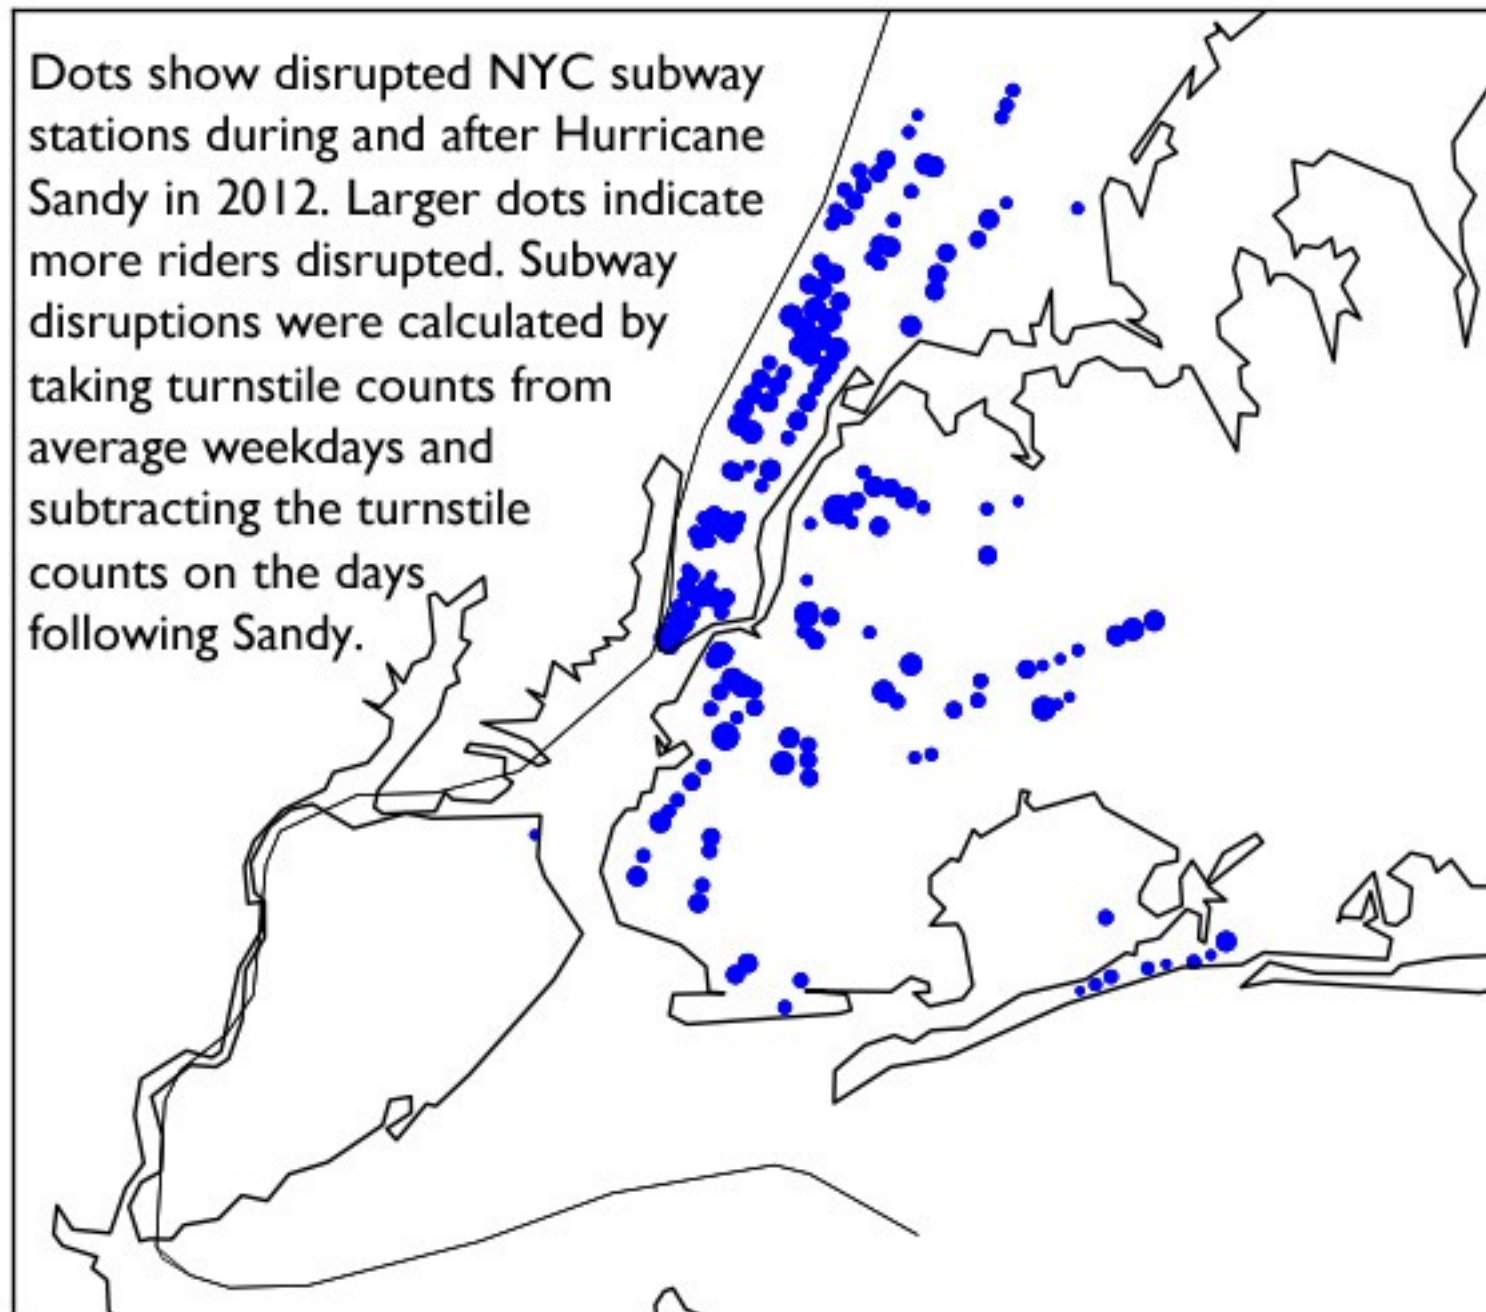 Dots show disrupted NYC subway
stations during and after Hurricane
Sandy in 2012. Larger dots indicate
more riders disrupted. Subway
disruptions were calculated by
taking turnstile counts from
average weekdays and
subtracting the turnstile
counts on the days
following Sandy.